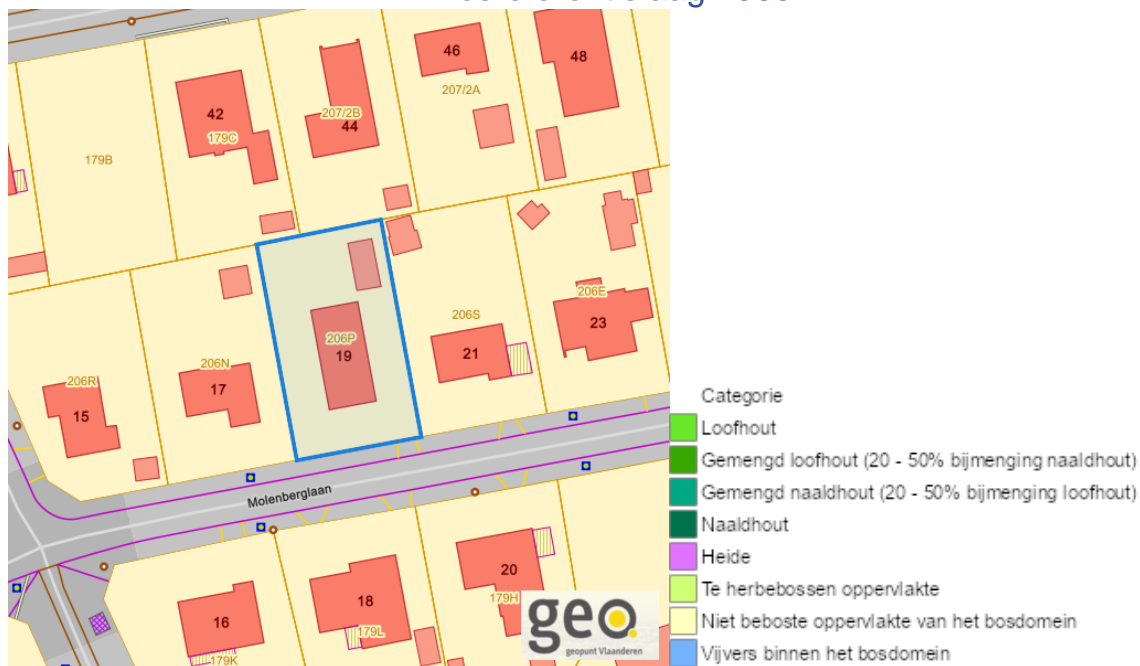 46
48
207/2A
42
207/2B
44
179C
179B
206E
206S
23
206P
19
21
206N
206R
17
15
Molenberglaan
20
18
179H
16
179L
179K
geo
geopunt Vlaanderen
Categorie
Loofhout
Gemengd loofhout (20 - 50% bijmenging naaldhout)
Gemengd naaldhout (20 - 50% bijmenging loofhout)
Naaldhout
Heide
Te herbebossen oppervlakte
Niet beboste oppervlakte van het bosdomein
Vijvers binnen het bosdomein